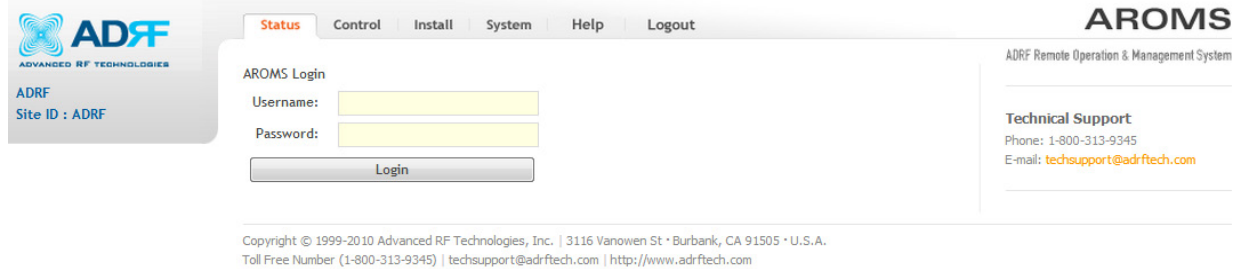 ADRF
ADVANCED RF TECHNOLOGIES
ADRF
Site ID : ADRF
Status Control Install System Help Logout
AROMS
ADRF Remote Operation & Management System
AROMS Login
Username:
Password:
Login
Technical Support
Phone: 1-800-313-9345
E-mail: techsupport@adrftech.com
Copyright © 1999-2010 Advanced RF Technologies, Inc. | 3116 Vanowen St · Burbank, CA 91505 · U.S.A.
Toll Free Number (1-800-313-9345) | techsupport@adrftech.com | http://www.adrftech.com